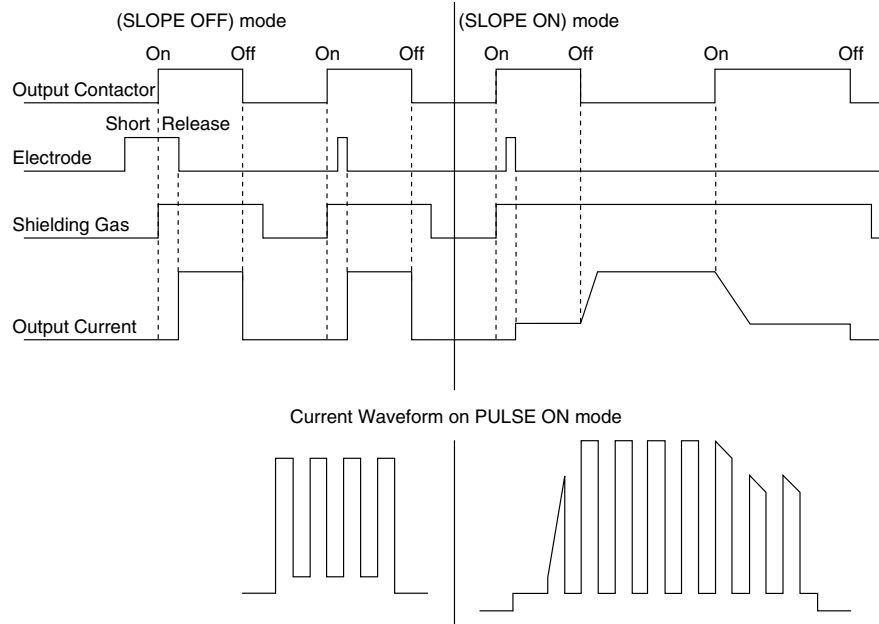 (SLOPE OFF) mode
(SLOPE ON) mode
On Off On Off On Off On Off
Output Contactor
Short Release
Electrode
Shielding Gas
Output Current
Current Waveform on PULSE ON mode